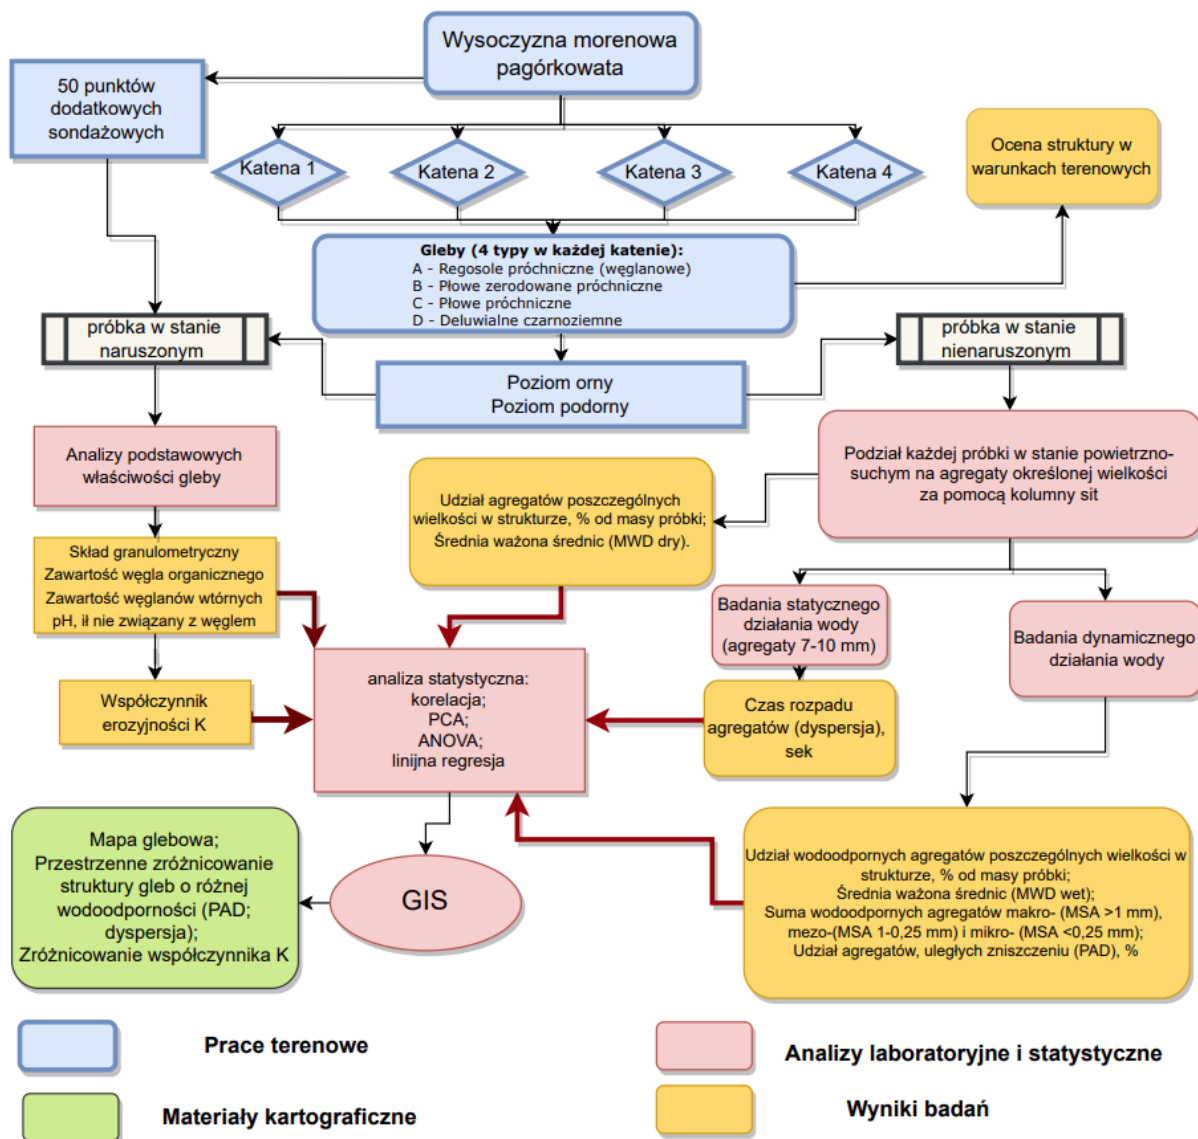 Wysoczyzna morenowa
pagórkowata
50 punktów
dodatkowych
sondażowych
Katena 1
Katena 2
Katena 3
Katena 4
Ocena struktury w
warunkach terenowych
Gleby (4 typy w każdej katenie):
A - Regosole próchniczne (węglanowe)
B - Płowe zerodowane próchniczne
C - Płowe próchniczne
D - Deluwialne czarnoziemne
próbka w stanie
naruszonym
próbka w stanie
nienaruszonym
Poziom orny
Poziom podorny
Analizy podstawowych
właściwości gleby
Udział agregatów poszczególnych
wielkości w strukturze, % od masy próbki;
Średnia ważona średnic (MWD dry).
Podział każdej próbki w stanie powietrzno-
suchym na agregaty określonej wielkości
za pomocą kolumny sit
Skład granulometryczny
Zawartość węgla organicznego
Zawartość węglanów wtórnych
pH, ił nie związany z węglem
Badania statycznego
działania wody
(agregaty 7-10 mm)
Badania dynamicznego
działania wody
Współczynnik
erozyjności K
analiza statystyczna:
korelacja;
PCA;
ANOVA;
linijna regresja
Czas rozpadu
agregatów (dyspersja),
sek
Mapa glebowa;
Przestrzenne zróżnicowanie
struktury gleb o różnej
wodoodporności (PAD;
dyspersja);
Zróżnicowanie współczynnika K
GIS
Udział wodoodpornych agregatów poszczególnych wielkości w
strukturze, % od masy próbki;
Średnia ważona średnic (MWD wet);
Suma wodoodpornych agregatów makro- (MSA >1 mm),
mezo-(MSA 1-0,25 mm) i mikro- (MSA <0,25 mm);
Udział agregatów, uległych zniszczeniu (PAD), %
Prace terenowe
Analizy laboratoryjne i statystyczne
Materiały kartograficzne
Wyniki badań